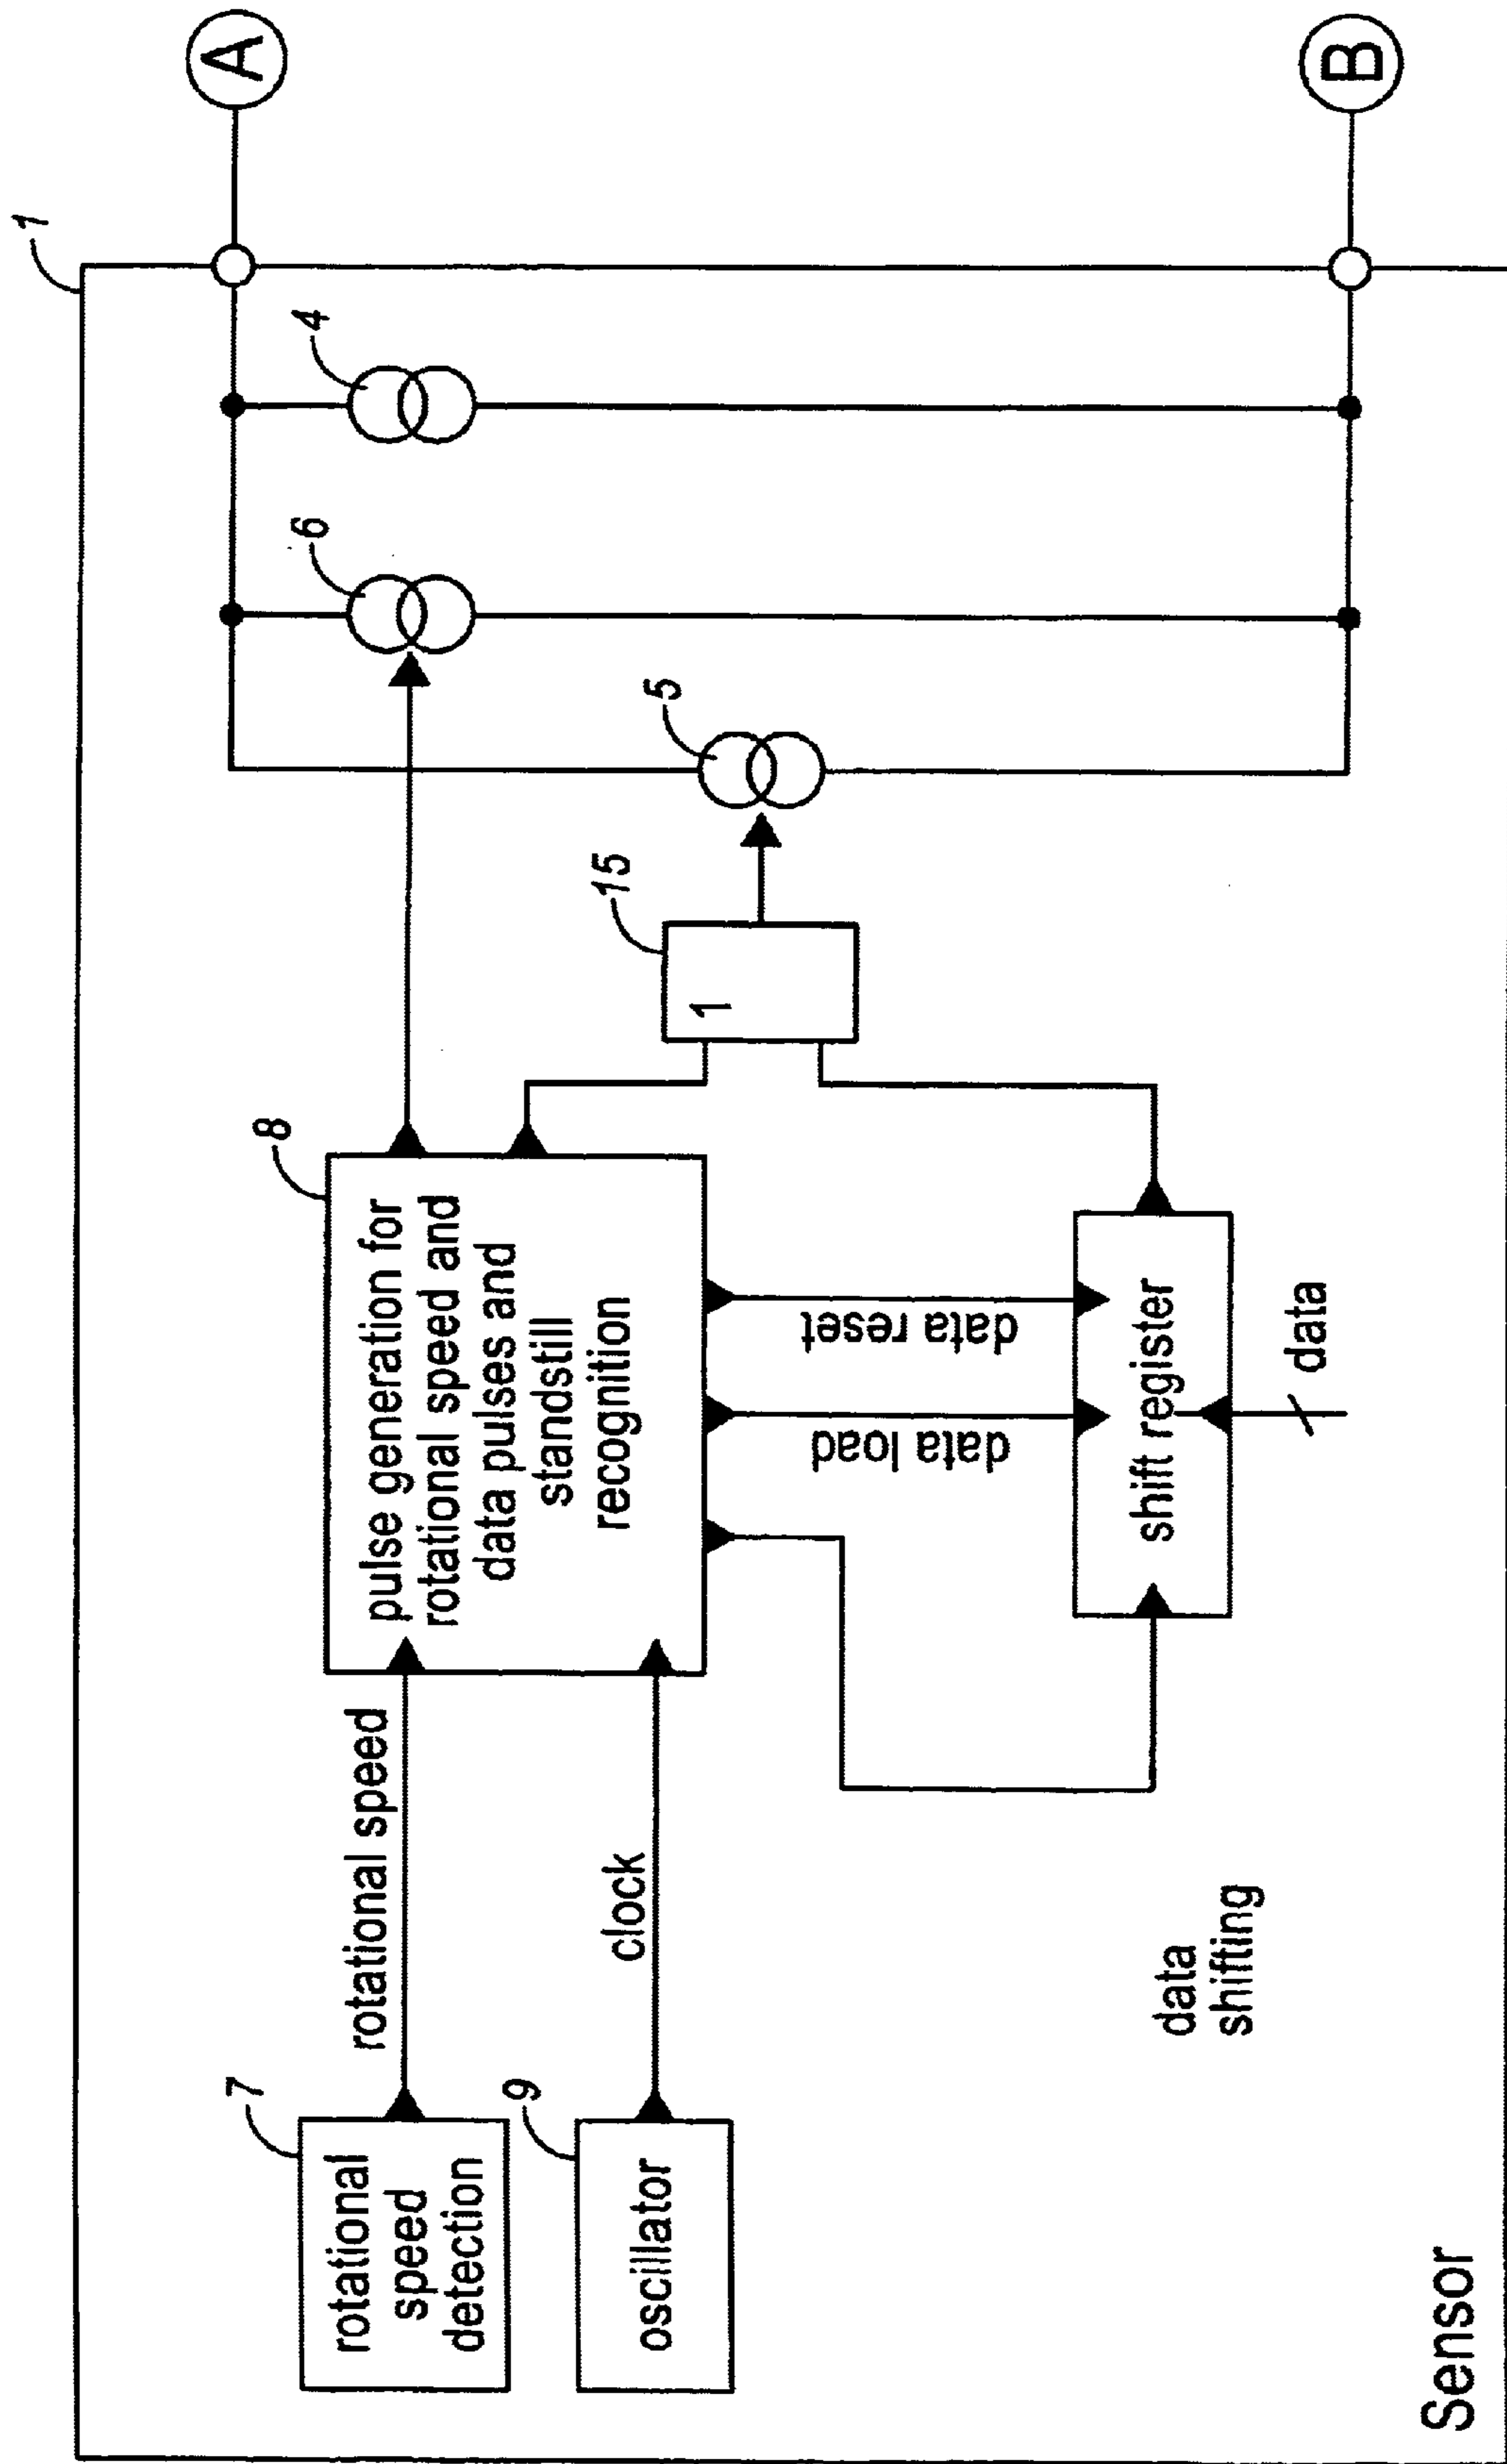 1
A
4
6
5
15
1
8
pulse generation for
rotational speed and
data pulses and
standstill
recognition
rotational speed
7
rotational
speed
detection
clock
9
oscillator
data reset
data load
shift register
data
data
shifting
B
Sensor